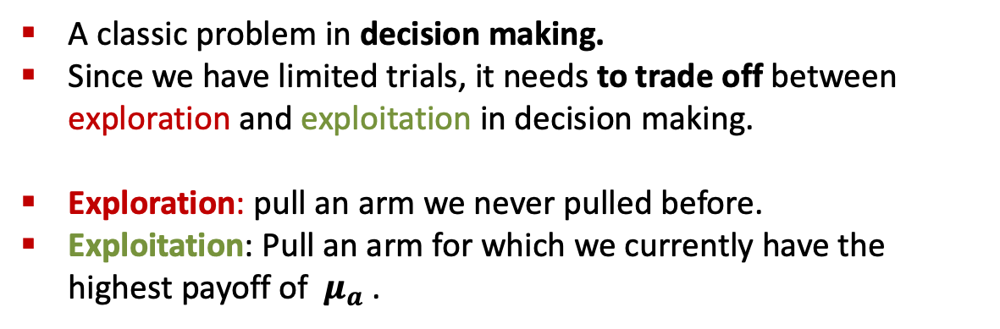 ▪ A classic problem in decision making.
▪ Since we have limited trials, it needs to trade off between
exploration and exploitation in decision making.
▪ Exploration: pull an arm we never pulled before.
▪ Exploitation: Pull an arm for which we currently have the
highest payoff of μₐ .